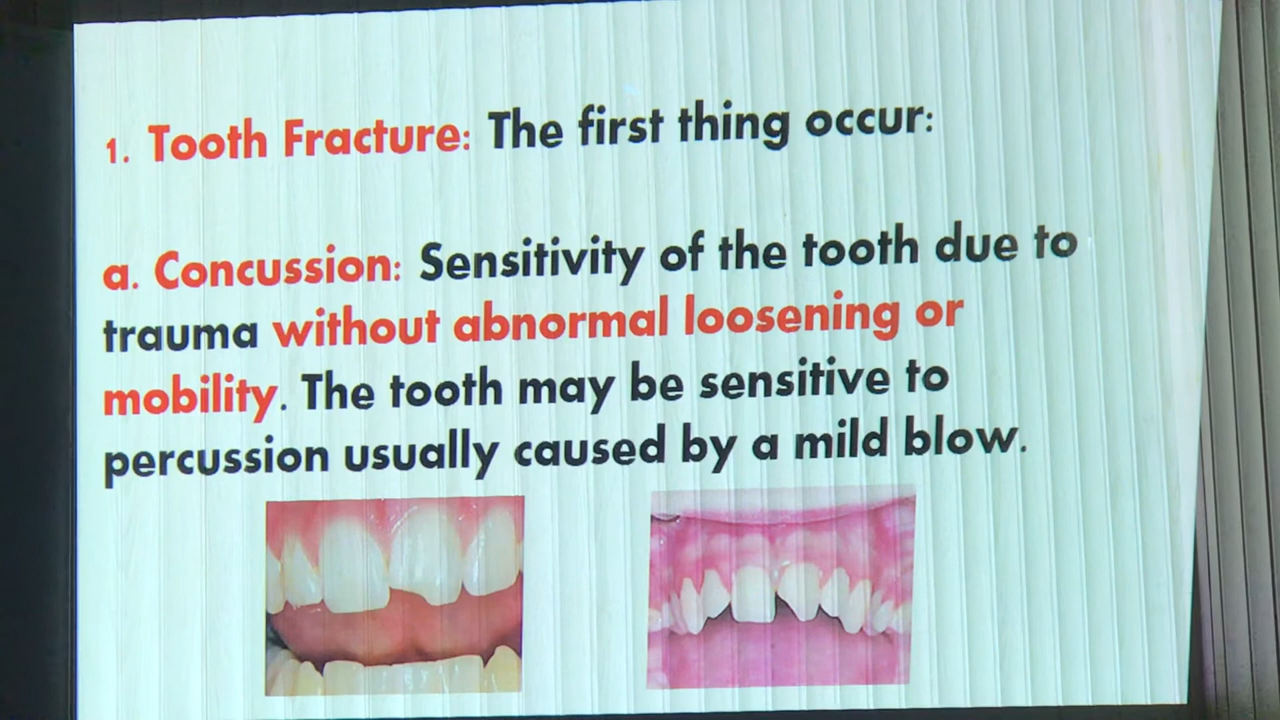 1. Tooth Fracture: The first thing occur:
a. Concussion: Sensitivity of the tooth due to
trauma without abnormal loosening or
mobility. The tooth may be sensitive to
percussion usually caused by a mild blow.